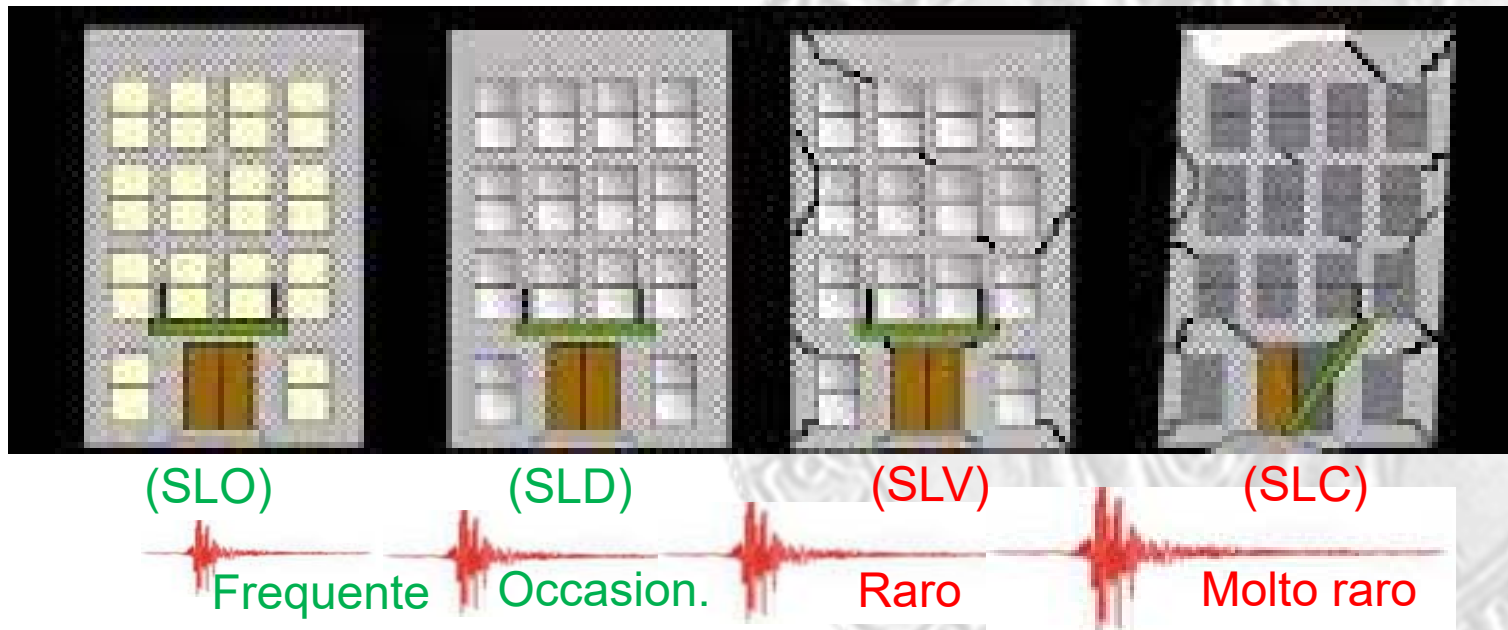 (SLO) (SLD) (SLV) (SLC)
Frequente Occasion. Raro Molto raro